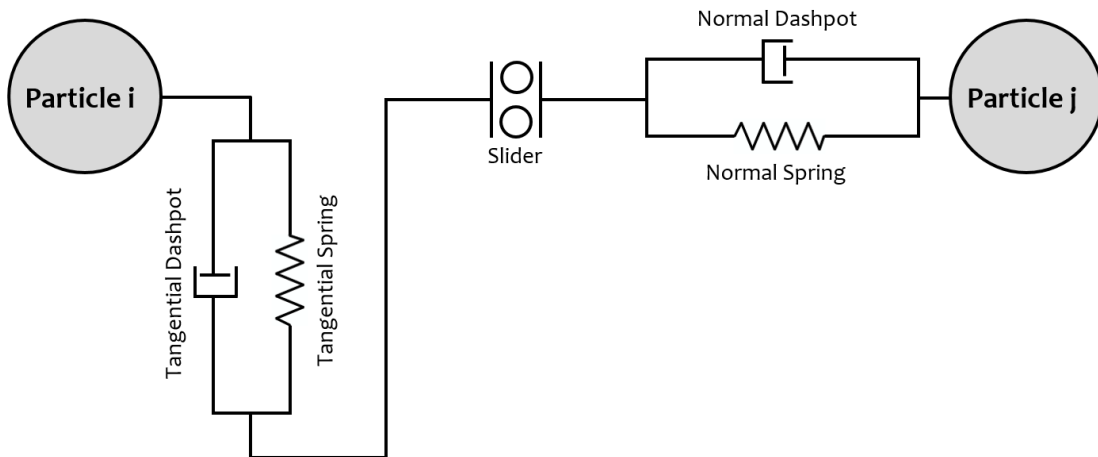 Normal Dashpot
Particle i
Particle j
Slider
Normal Spring
Tangential Dashpot
Tangential Spring